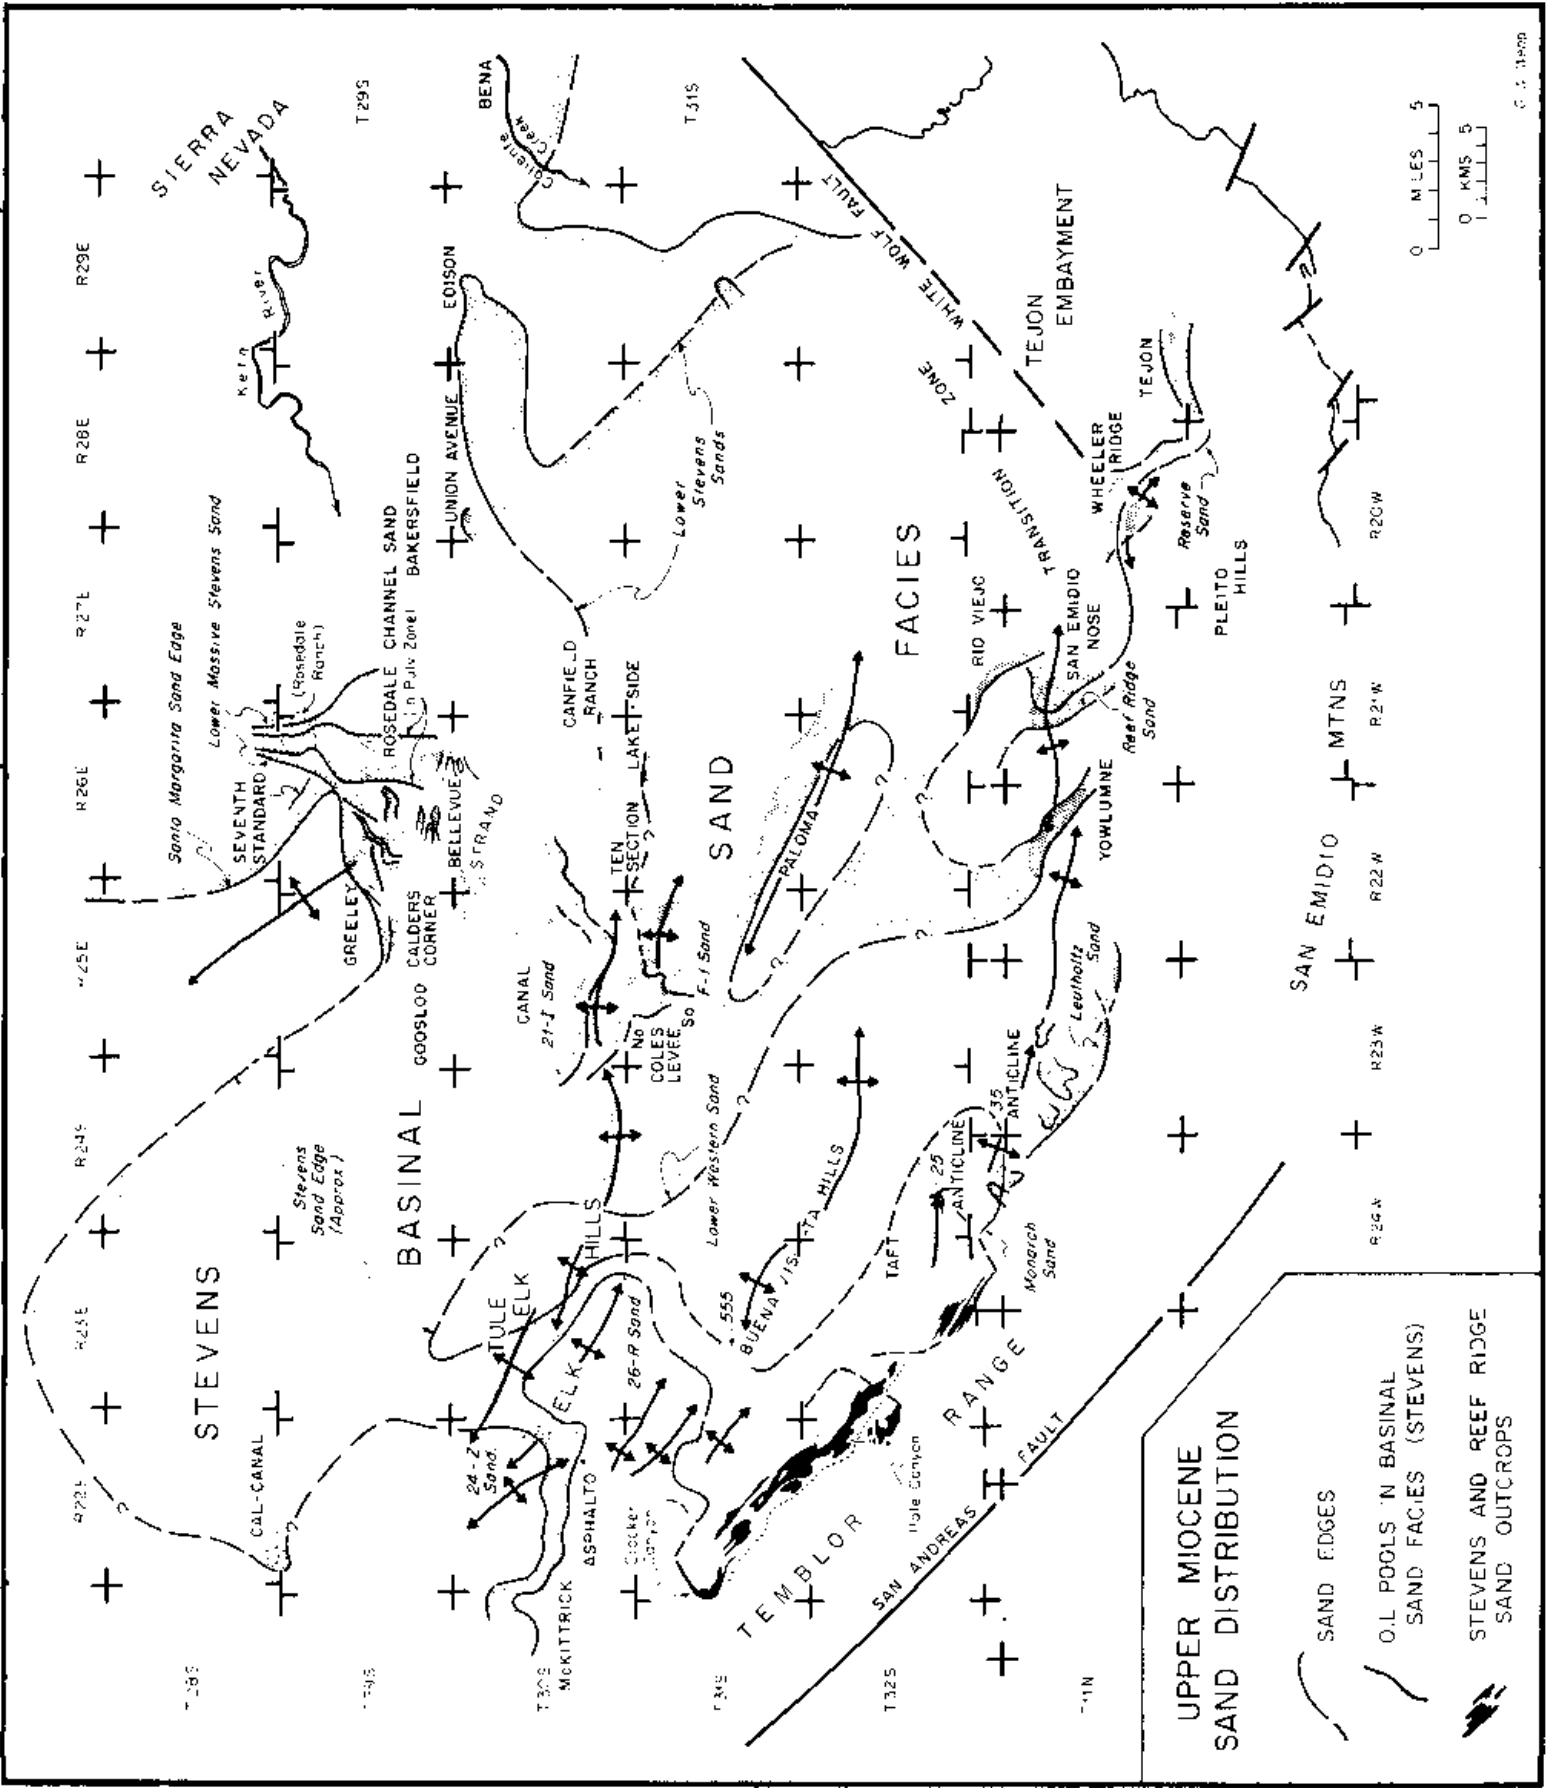 SIERRA
NEVADA
T29S
BENA
Caliente
Creek
T31S
R29E
Kern
River
EDISON
WHITE WOLF FAULT
TEJON
EMBAYMENT
R28E
UNION AVENUE
Lower
Stevens
Sands
ZONE
TRANSITION
WHEELER
RIDGE
TEJON
Reserve
Sand
R20W
R27E
Santa Margarita Sand Edge
Lower Massive Stevens Sand
(Rosedale
Ranch)
ROSEDALE CHANNEL SAND
BAKERSFIELD
CANFIELD
RANCH
LAKESIDE
FACIES
RIO VIEJO
SAN EMIDIO
NOSE
PLEITO
HILLS
Reef Ridge
Sand
R21W
R26E
SEVENTH
STANDARD
BELLEVUE
STRAND
TEN
SECTION
SAND
PALOMA
YOWLUMNE
SAN EMIDIO MTNS
R22W
GREELEY
CALDERS
CORNER
CANAL
21-1 Sand
F-1 Sand
No
COLES
LEVEE
So
Leutholtz
Sand
GOOSLOO
R23W
BASINAL
Stevens
Sand Edge
(Approx.)
Lower Western Sand
BUENA VISTA HILLS
25
ANTICLINE
35
ANTICLINE
TAFT
Monarch
Sand
STEVENS
TULE
ELK
ELK HILLS
26-R Sand
555
CAL-CANAL
24-Z
Sand
ASPHALTO
Crocker
Canyon
McKITTRICK
TEMBLOR RANGE
SAN ANDREAS FAULT
T32S
0 MILES 5
0 KMS 5
UPPER MIOCENE
SAND DISTRIBUTION
SAND EDGES
OIL POOLS IN BASINAL
SAND FACIES (STEVENS)
STEVENS AND REEF RIDGE
SAND OUTCROPS